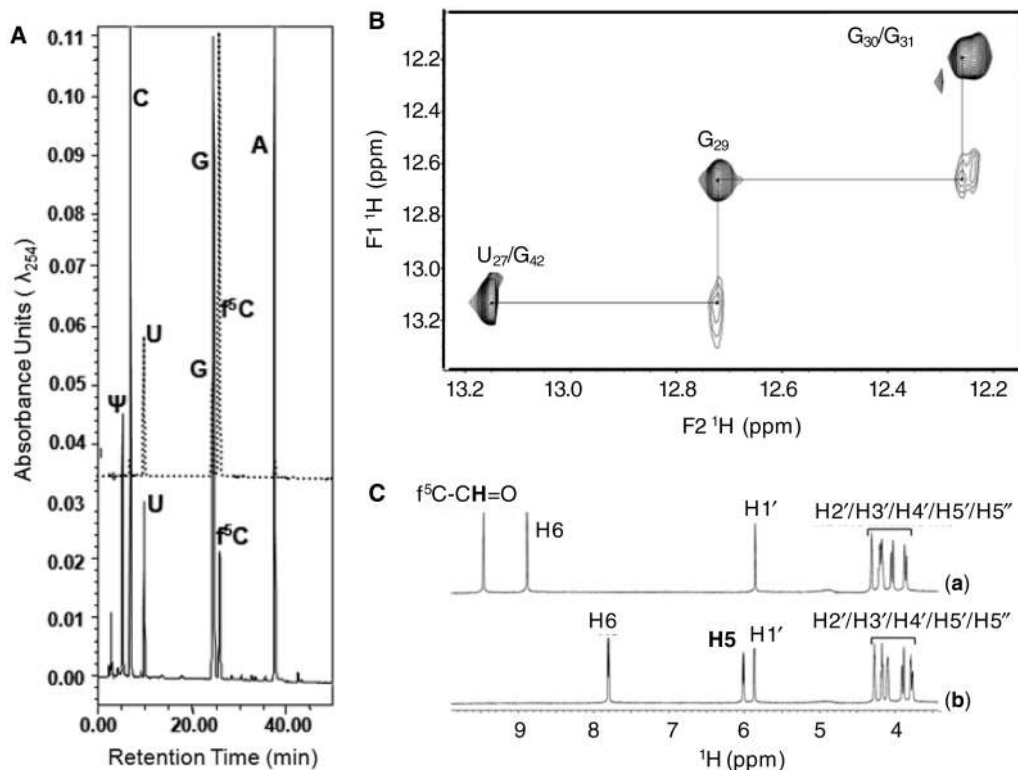 A
Absorbance Units ( λ254)
0.11
0.10
0.09
0.08
0.07
0.06
0.05
0.04
0.03
0.02
0.01
0.00
C
G
A
f⁵C
U
G
Ψ
U
f⁵C
0.00 20.00 40.00
Retention Time (min)
B
F1 ¹H (ppm)
12.2
12.4
12.6
12.8
13.0
13.2
G₃₀/G₃₁
G₂₉
U₂₇/G₄₂
13.2 13.0 12.8 12.6 12.4 12.2
F2 ¹H (ppm)
C
f⁵C-CH=O
H6
H1′
H2′/H3′/H4′/H5′/H5″
(a)
H6
H5
H1′
H2′/H3′/H4′/H5′/H5″
(b)
9 8 7 6 5 4
¹H (ppm)